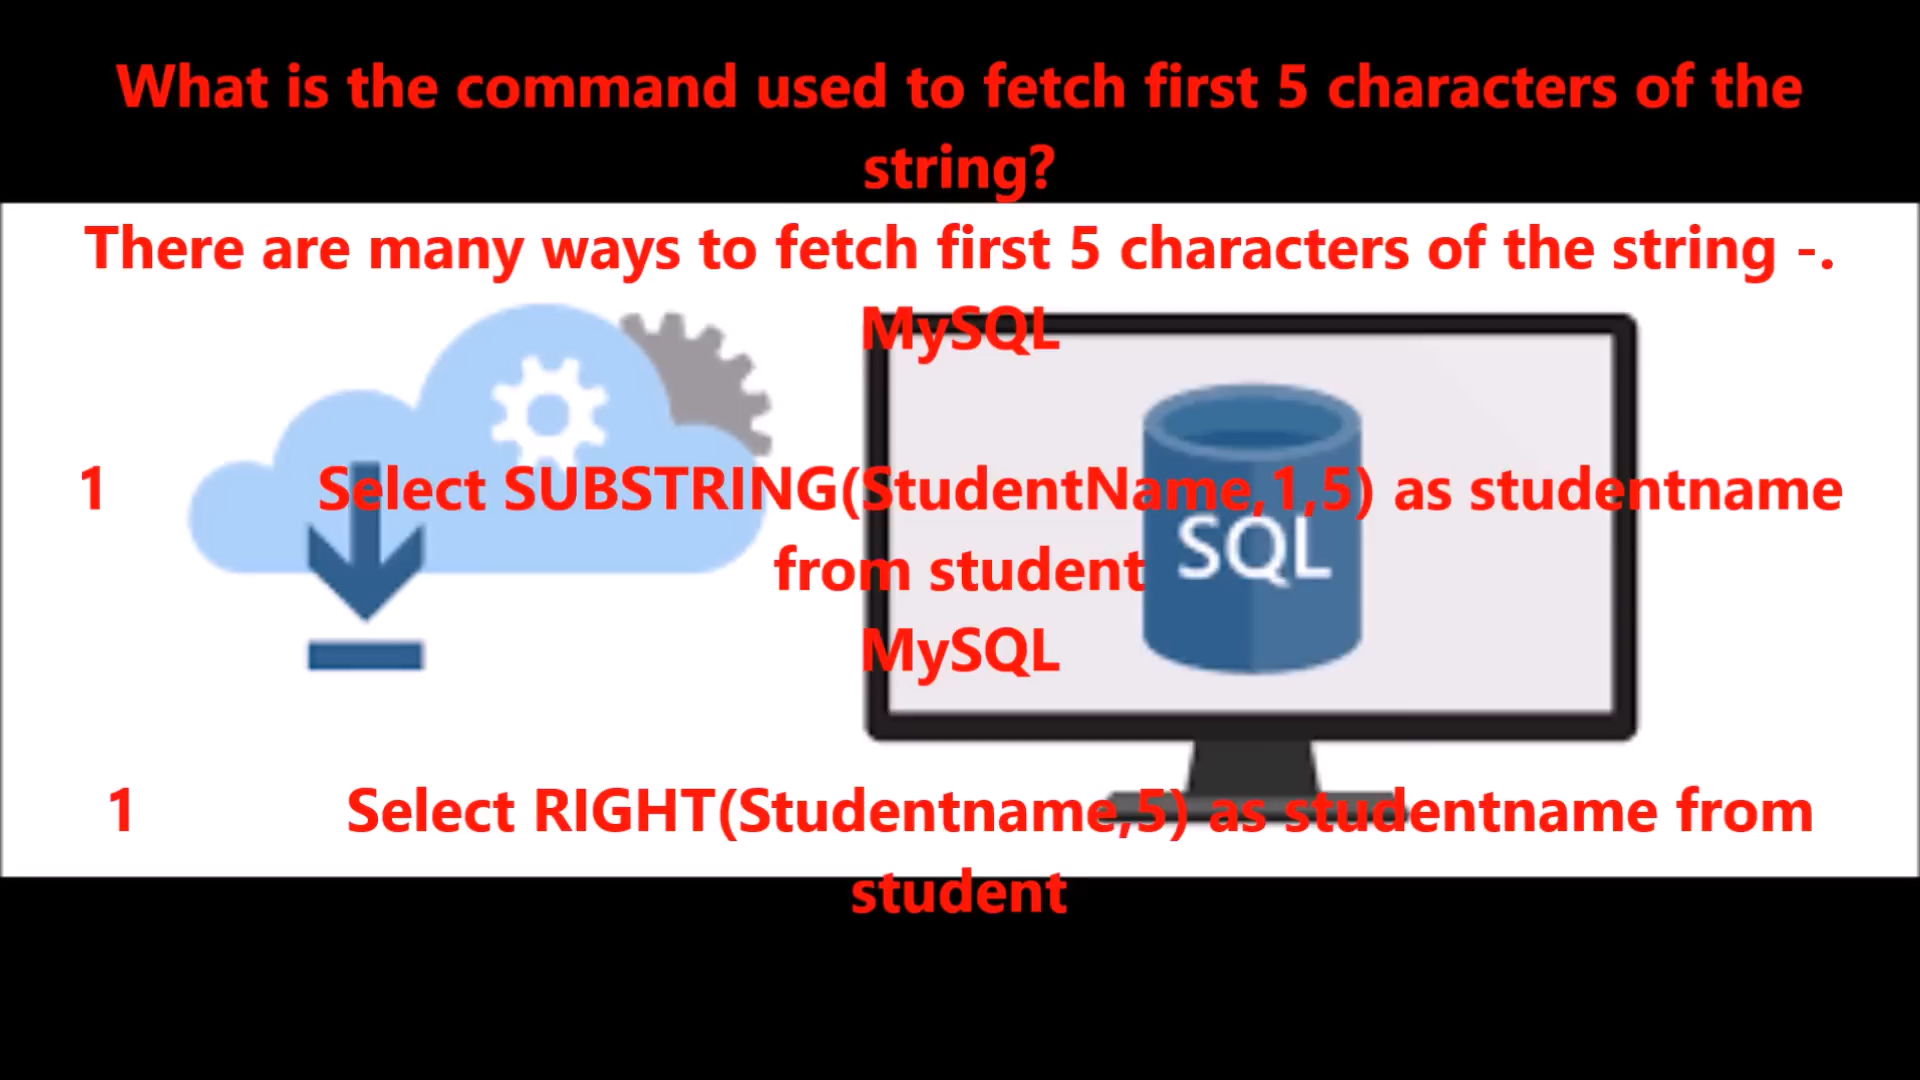 What is the command used to fetch first 5 characters of the
string?
There are many ways to fetch first 5 characters of the string -.
MySQL
1 Select SUBSTRING(StudentName,1,5) as studentname
from student
SQL
MySQL
1 Select RIGHT(Studentname,5) as studentname from
student